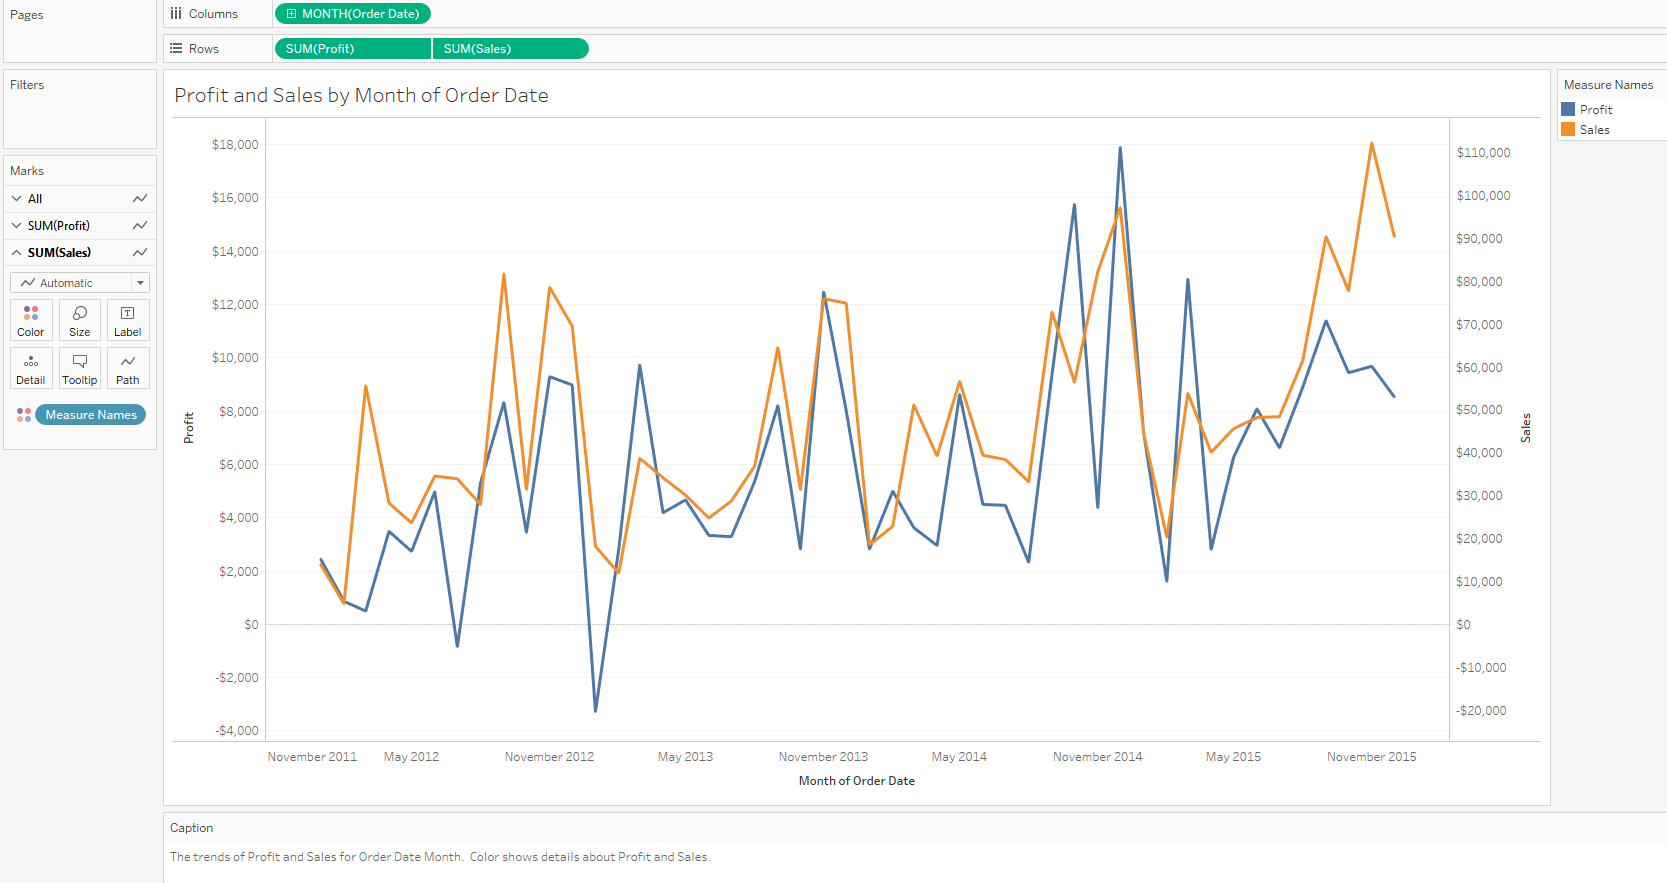 Pages
Columns
MONTH(Order Date)
Rows
SUM(Profit)
SUM(Sales)
Filters
Marks
All
SUM(Profit)
SUM(Sales)
Automatic
Color
Size
Label
Detail
Tooltip
Path
Measure Names
Profit and Sales by Month of Order Date
$18,000
$16,000
$14,000
$12,000
$10,000
$8,000
$6,000
$4,000
$2,000
$0
-$2,000
-$4,000
Profit
$110,000
$100,000
$90,000
$80,000
$70,000
$60,000
$50,000
$40,000
$30,000
$20,000
$10,000
$0
-$10,000
-$20,000
Sales
November 2011
May 2012
November 2012
May 2013
November 2013
May 2014
November 2014
May 2015
November 2015
Month of Order Date
Measure Names
Profit
Sales
Caption
The trends of Profit and Sales for Order Date Month.  Color shows details about Profit and Sales.